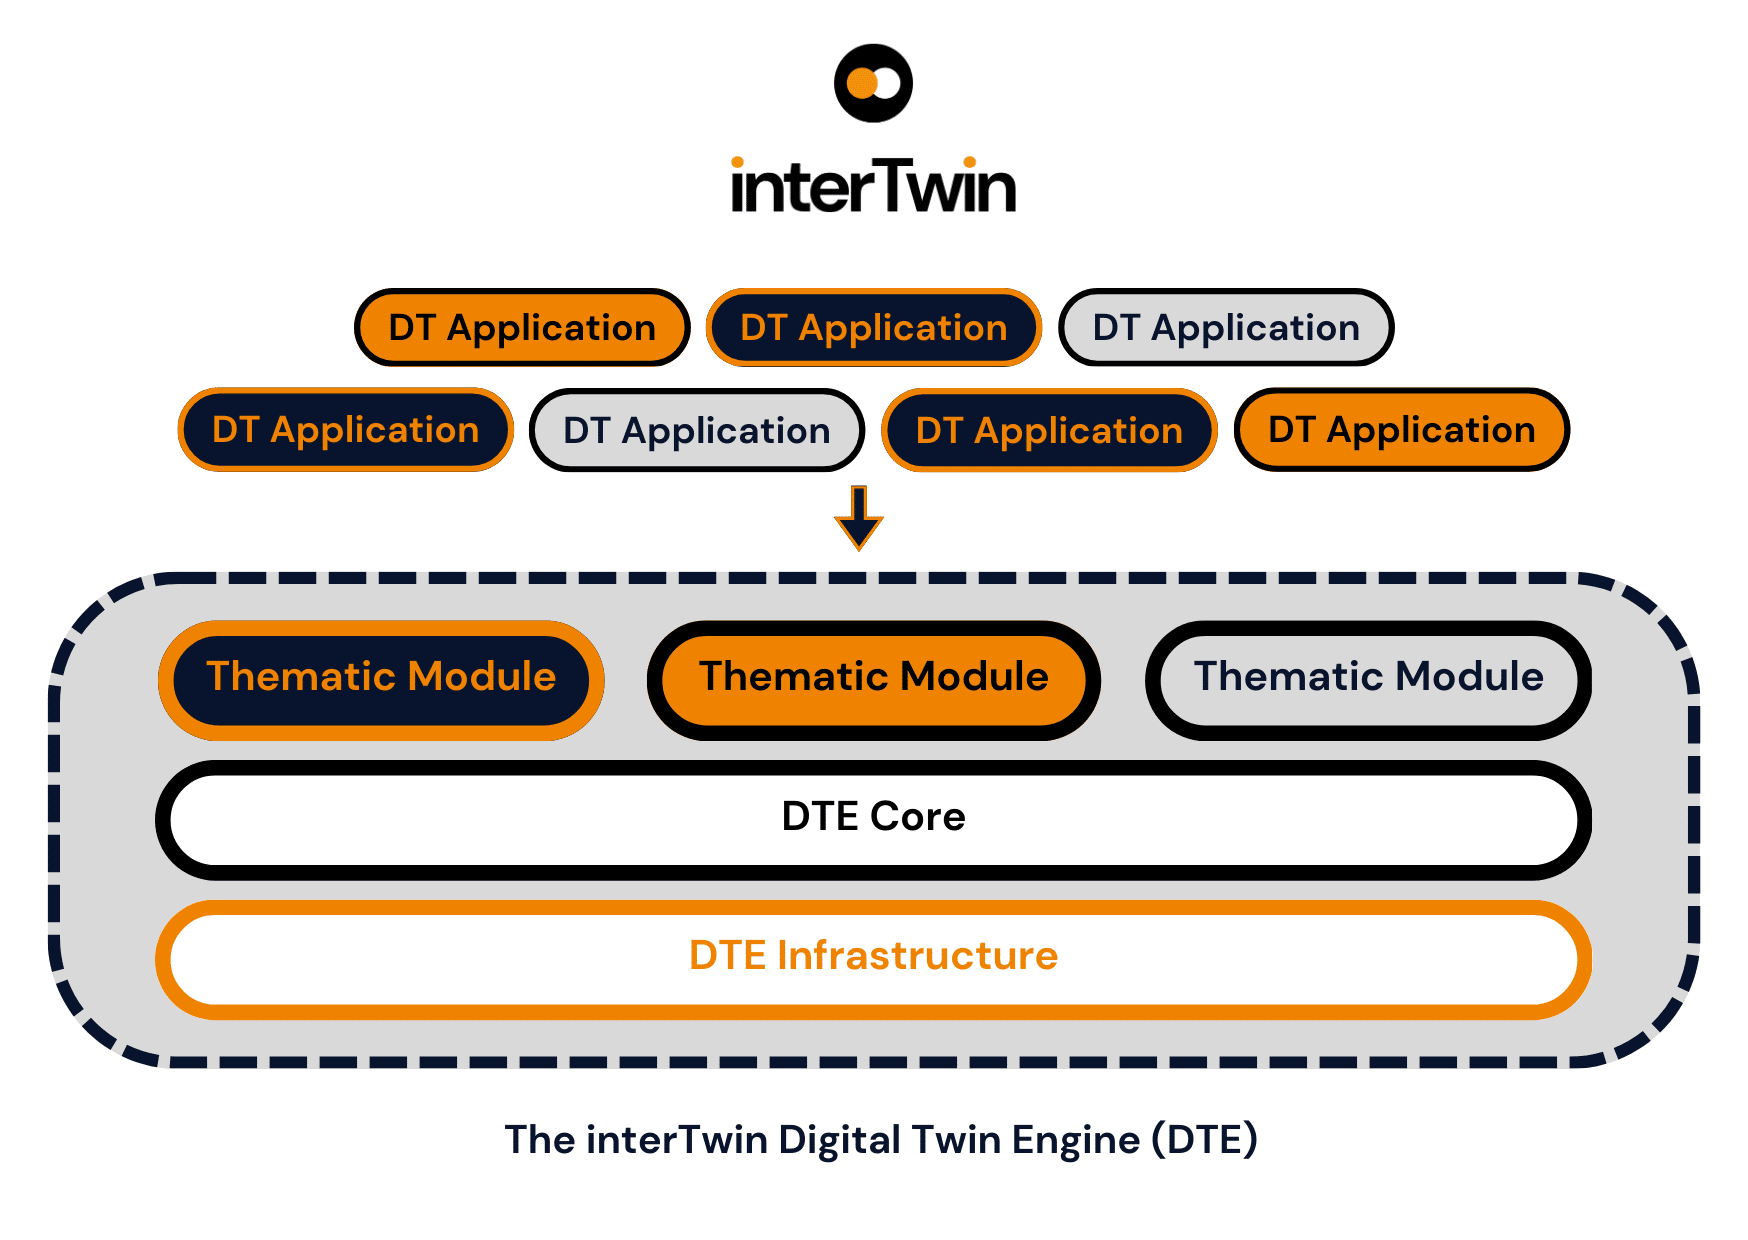 interTwin
DT Application DT Application DT Application
DT Application DT Application DT Application DT Application
Thematic Module Thematic Module Thematic Module
DTE Core
DTE Infrastructure
The interTwin Digital Twin Engine (DTE)